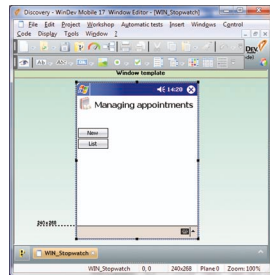 Discovery - WinDev Mobile 17 Window Editor - [WIN_Stopwatch]
File Edit Project Workshop Automatic tests Insert Windows Control
Code Display Tools Window ?
Window template
14:20
Managing appointments
New
List
240x268
WIN_Stopwatch
WIN_Stopwatch 0, 0 240x268 Plane 0 Zoom: 100%